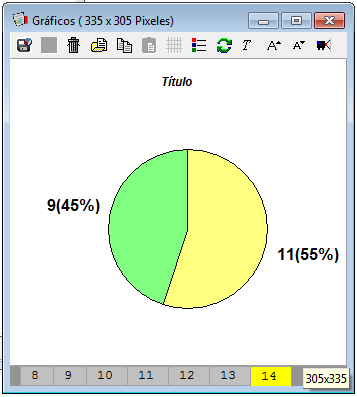 Gráficos ( 335 x 305 Pixeles)
T A A
Título
9(45%)
11(55%)
8 9 10 11 12 13 14
305x335